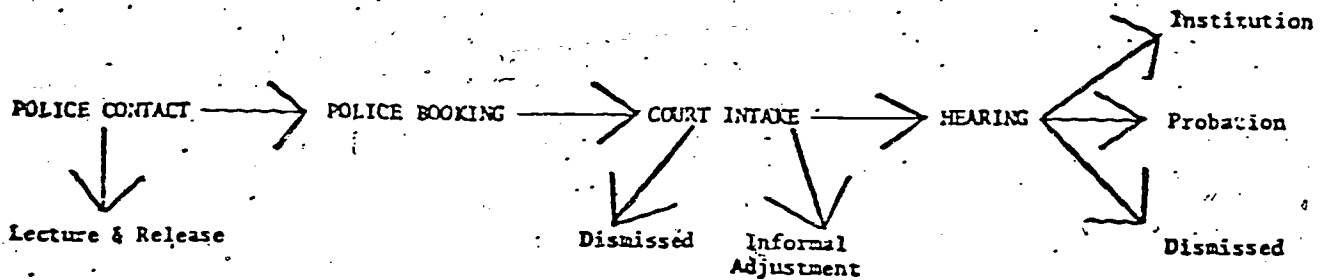 Institution
POLICE CONTACT POLICE BOOKING COURT INTAKE HEARING Probation
Lecture & Release Dismissed Informal Adjustment Dismissed